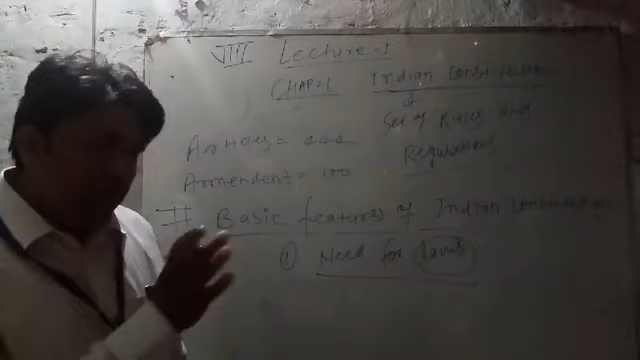 VIII Lecture-1
CHAP=1 Indian Constitution
Set of Rules and
Regulations
Articles = 444
Ammendent = 100
# Basic features of Indian Constitution
① Need for Laws